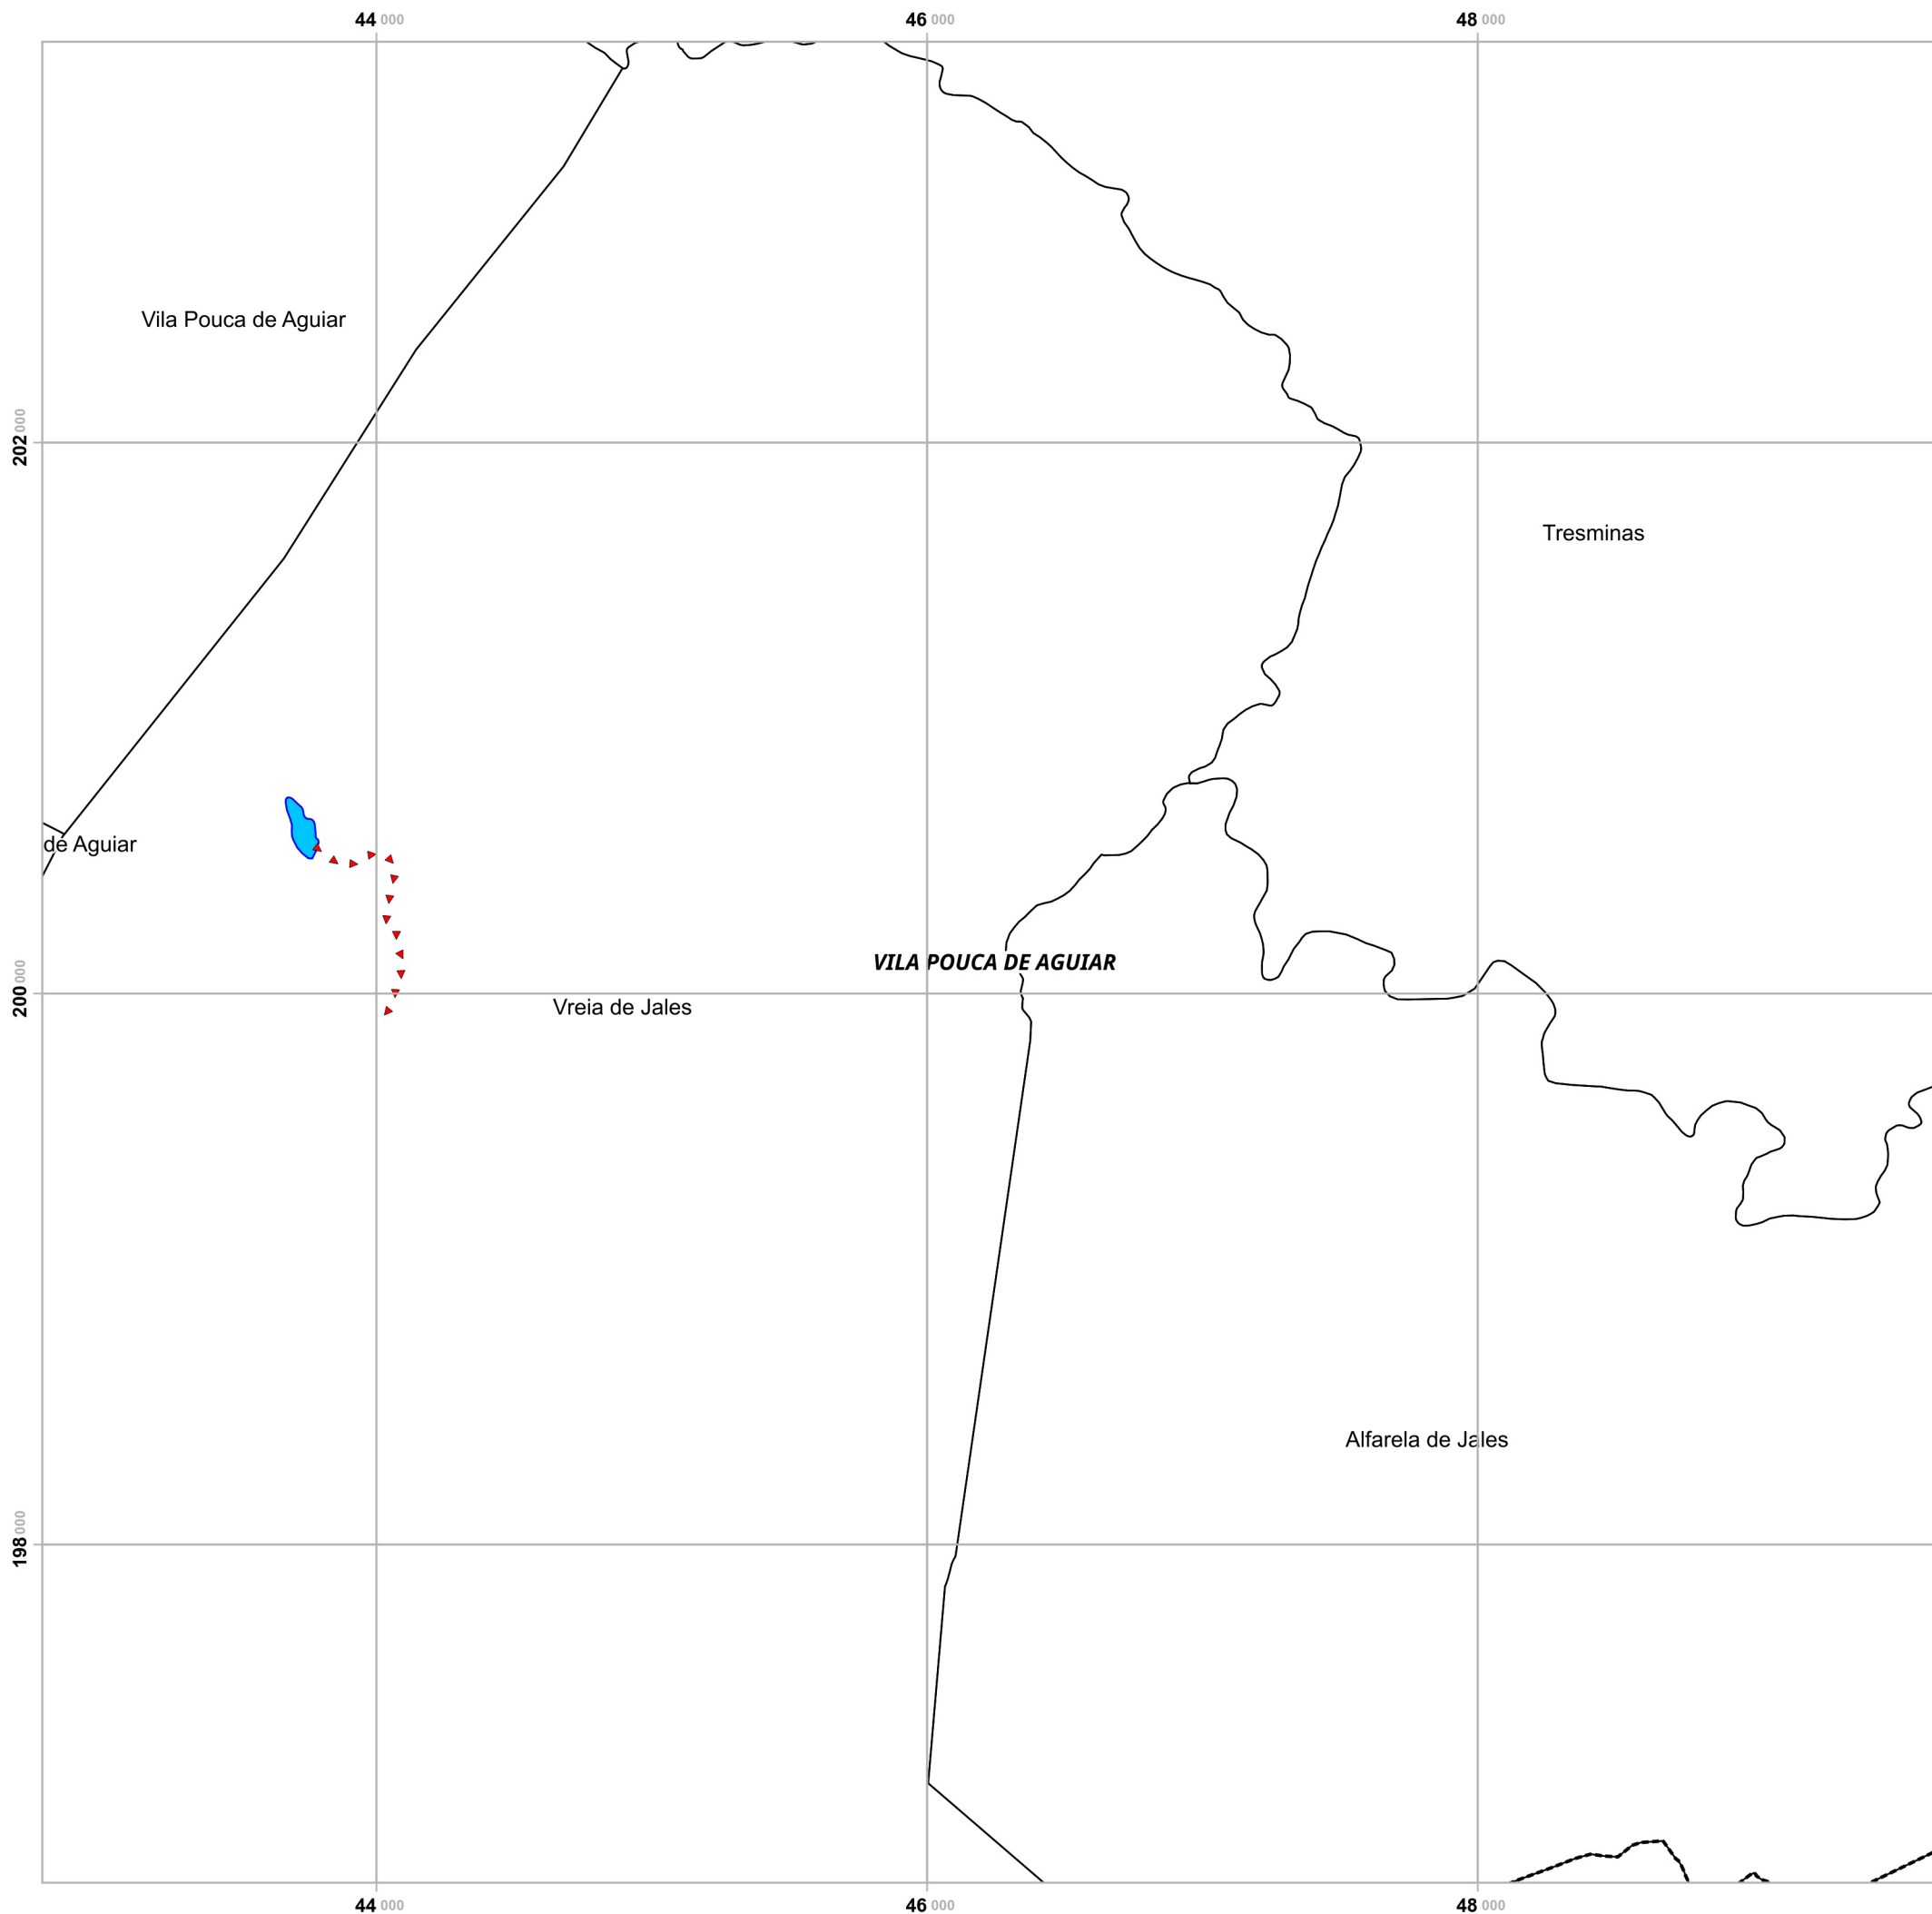 44 000 46 000 48 000
Vila Pouca de Aguiar
202 000
Tresminas
de Aguiar
VILA POUCA DE AGUIAR
200 000
Vreia de Jales
Alfarela de Jales
198 000
44 000 46 000 48 000